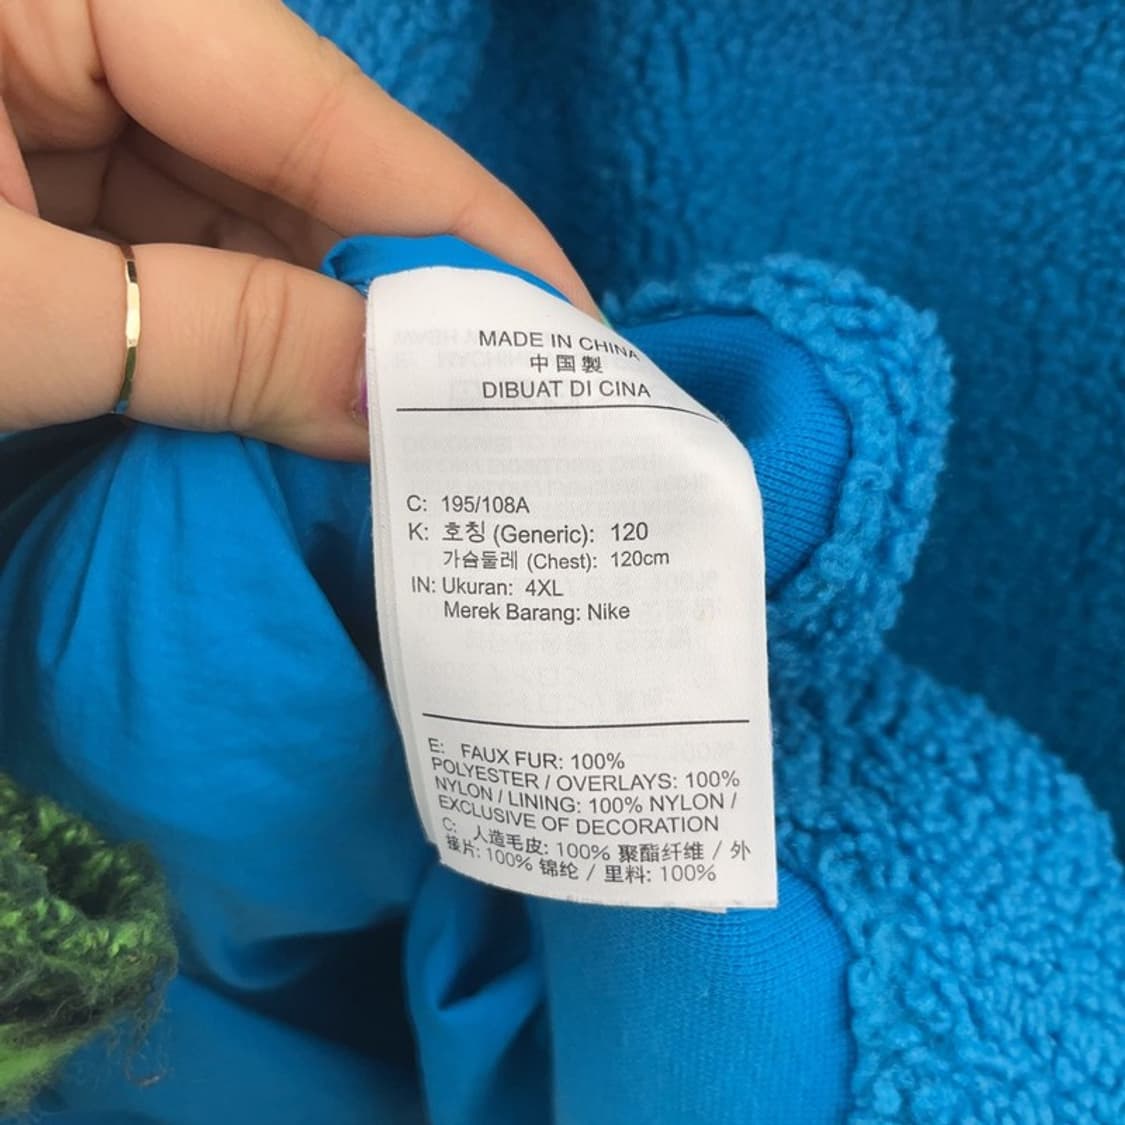 MADE IN CHINA
中国製
DIBUAT DI CINA
C: 195/108A
K: 호칭 (Generic): 120
가슴둘레 (Chest): 120cm
IN: Ukuran: 4XL
Merek Barang: Nike
E: FAUX FUR: 100%
POLYESTER / OVERLAYS: 100%
NYLON / LINING: 100% NYLON /
EXCLUSIVE OF DECORATION
C: 人造毛皮: 100% 聚酯纤维 / 外
接片: 100% 锦纶 / 里料: 100%